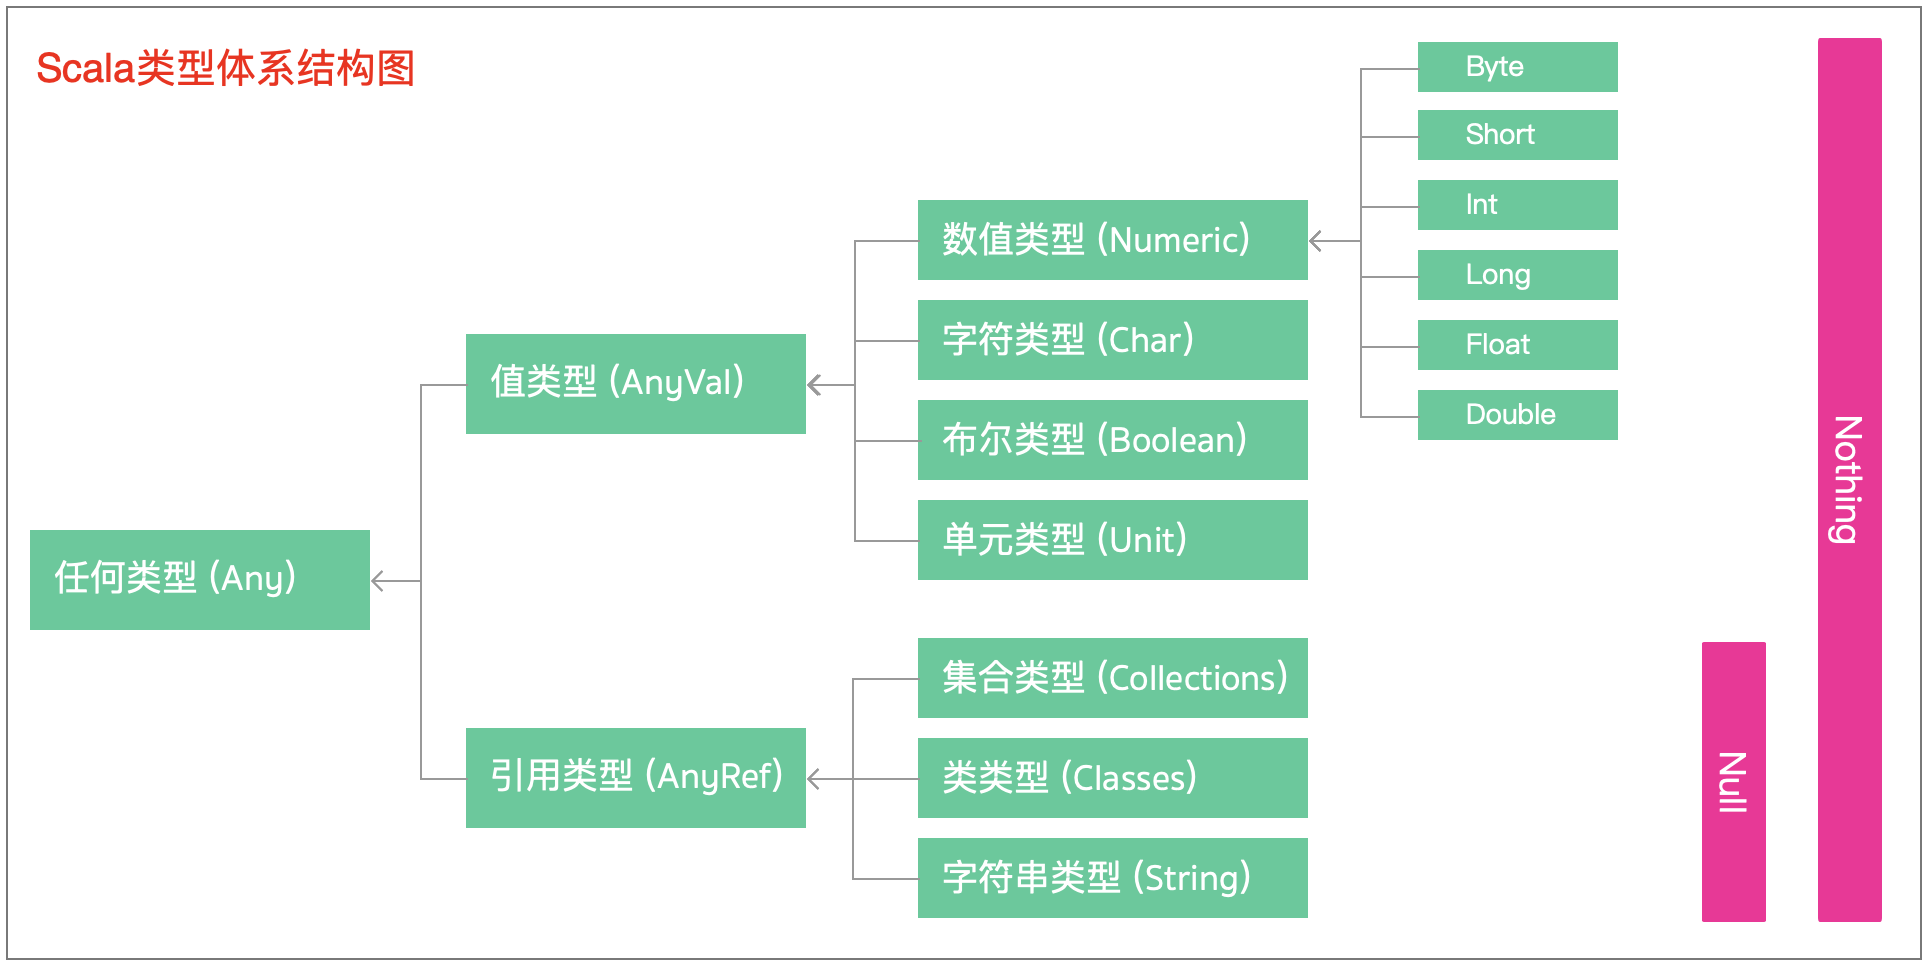 Scala类型体系结构图
任何类型 (Any)
值类型 (AnyVal)
引用类型 (AnyRef)
数值类型 (Numeric)
字符类型 (Char)
布尔类型 (Boolean)
单元类型 (Unit)
集合类型 (Collections)
类类型 (Classes)
字符串类型 (String)
Byte
Short
Int
Long
Float
Double
Null
Nothing